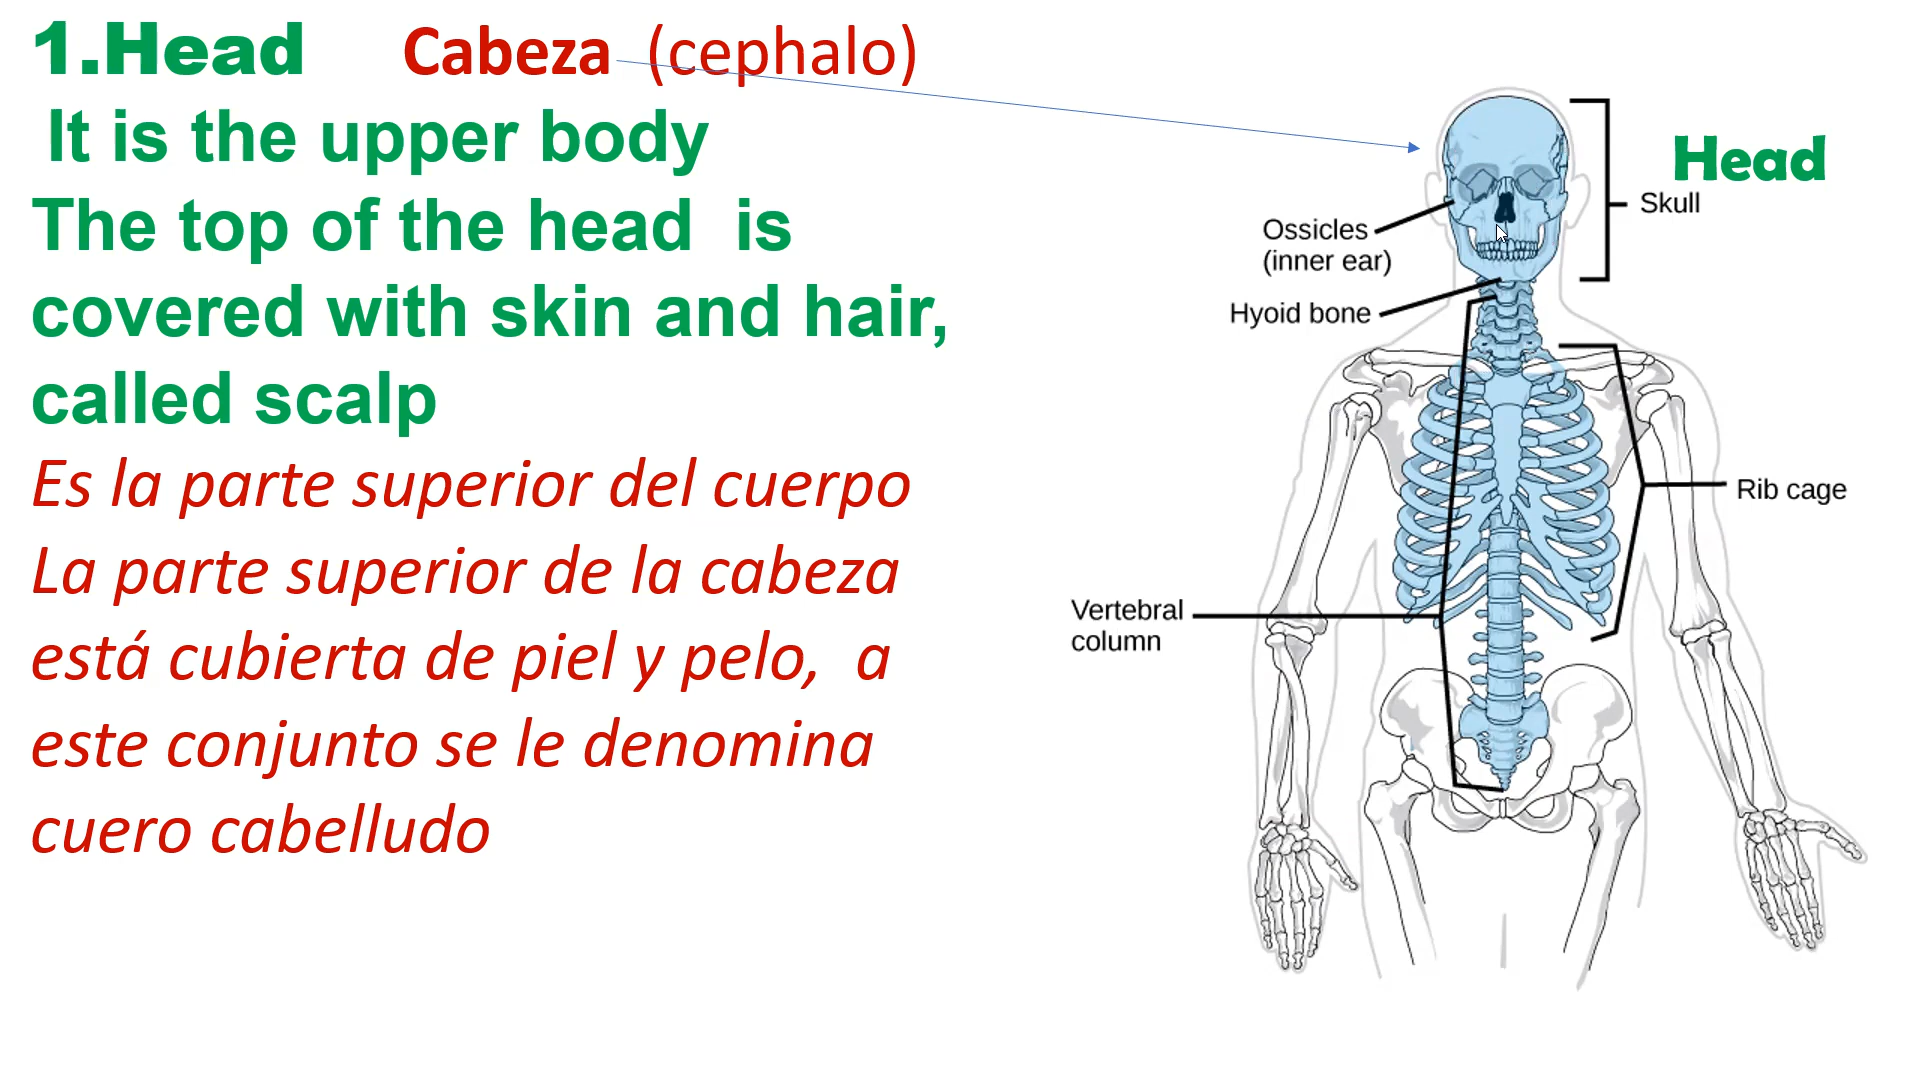 1.Head Cabeza (cephalo)
It is the upper body
The top of the head is
covered with skin and hair,
called scalp
Es la parte superior del cuerpo
La parte superior de la cabeza
está cubierta de piel y pelo, a
este conjunto se le denomina
cuero cabelludo
Head
Skull
Ossicles
(inner ear)
Hyoid bone
Rib cage
Vertebral
column